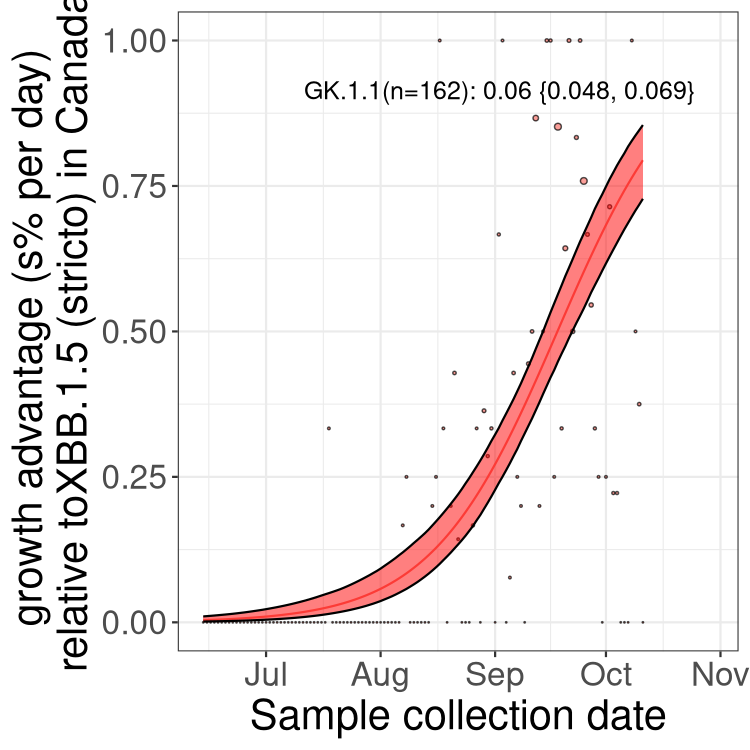 growth advantage (s% per day)
relative toXBB.1.5 (stricto) in Canada
1.00
0.75
0.50
0.25
0.00
GK.1.1(n=162): 0.06 {0.048, 0.069}
Jul Aug Sep Oct Nov
Sample collection date